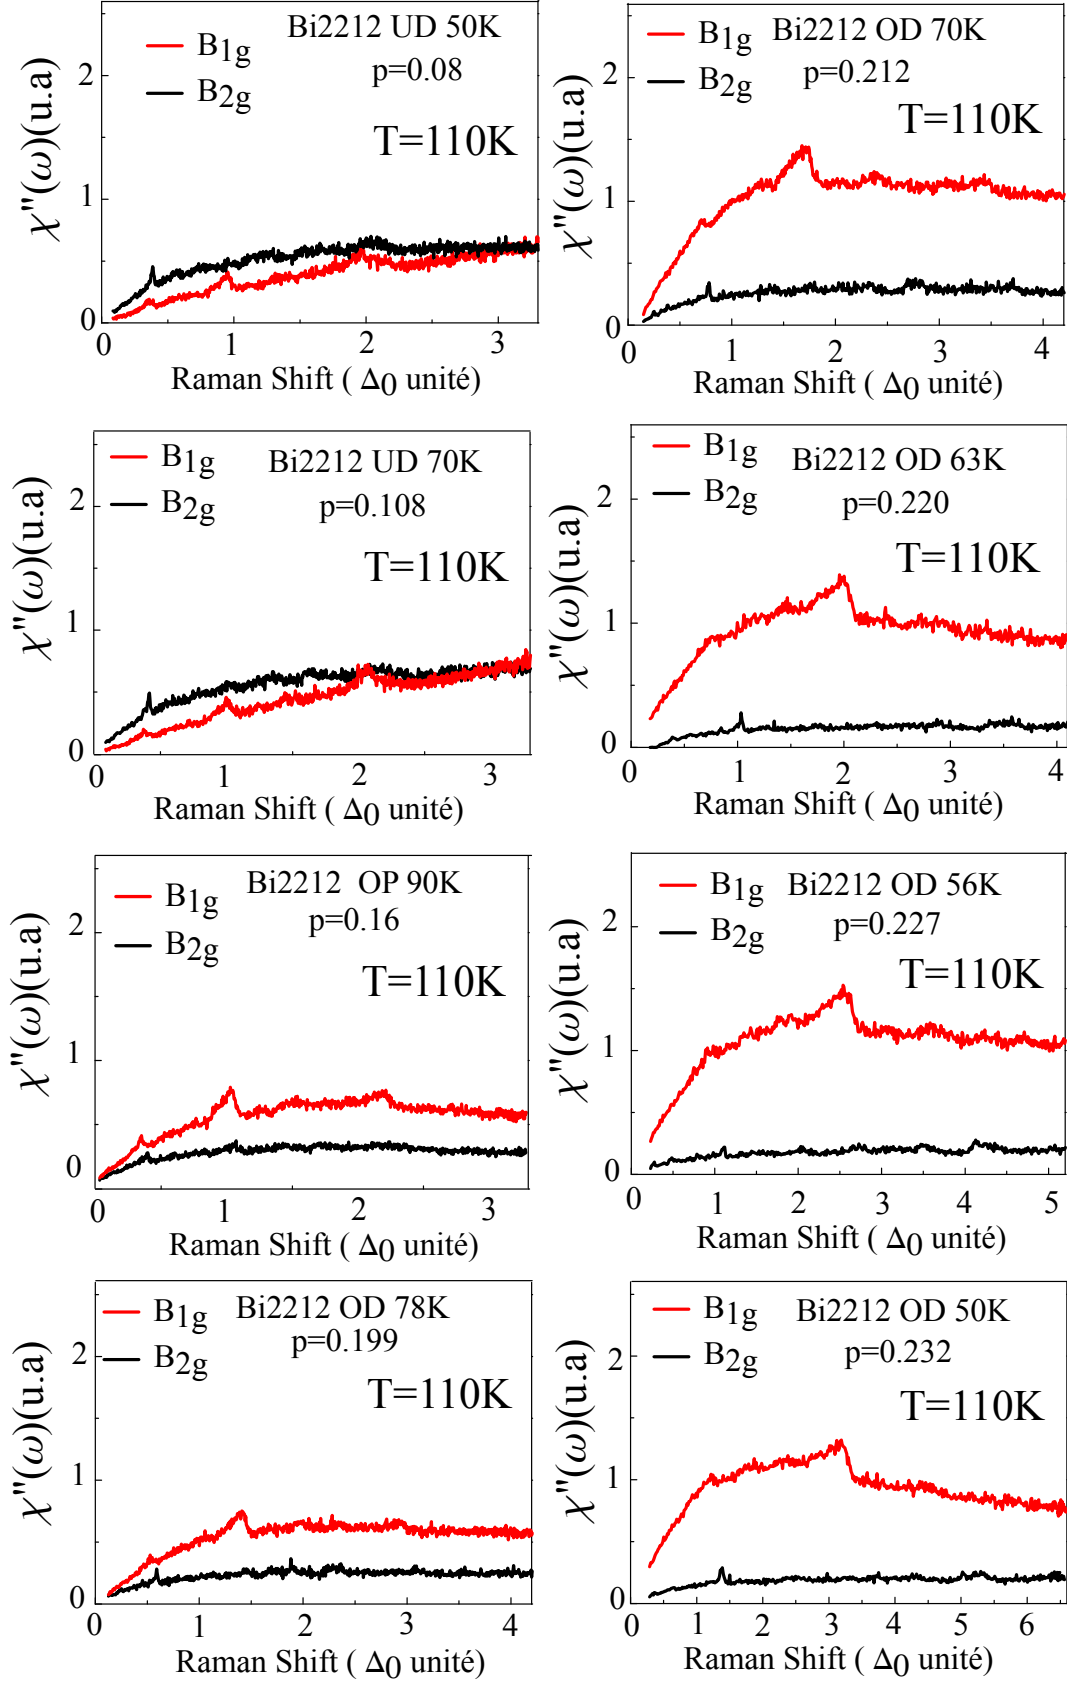 Bi2212 UD 50K
p=0.08
B1g
B2g
T=110K
χ''(ω)(u.a)
2
1
0
0 1 2 3
Raman Shift ( Δ0 unité)
Bi2212 OD 70K
p=0.212
B1g
B2g
T=110K
χ''(ω)(u.a)
2
1
0
0 1 2 3 4
Raman Shift ( Δ0 unité)
Bi2212 UD 70K
p=0.108
B1g
B2g
T=110K
χ''(ω)(u.a)
2
1
0
0 1 2 3
Raman Shift ( Δ0 unité)
Bi2212 OD 63K
p=0.220
B1g
B2g
T=110K
χ''(ω)(u.a)
2
1
0
0 1 2 3 4
Raman Shift ( Δ0 unité)
Bi2212 OP 90K
p=0.16
B1g
B2g
T=110K
χ''(ω)(u.a)
2
1
0
0 1 2 3
Raman Shift ( Δ0 unité)
Bi2212 OD 56K
p=0.227
B1g
B2g
T=110K
χ''(ω)(u.a)
2
1
0
0 1 2 3 4 5
Raman Shift ( Δ0 unité)
Bi2212 OD 78K
p=0.199
B1g
B2g
T=110K
χ''(ω)(u.a)
2
1
0
0 1 2 3 4
Raman Shift ( Δ0 unité)
Bi2212 OD 50K
p=0.232
B1g
B2g
T=110K
χ''(ω)(u.a)
2
1
0
0 1 2 3 4 5 6
Raman Shift ( Δ0 unité)